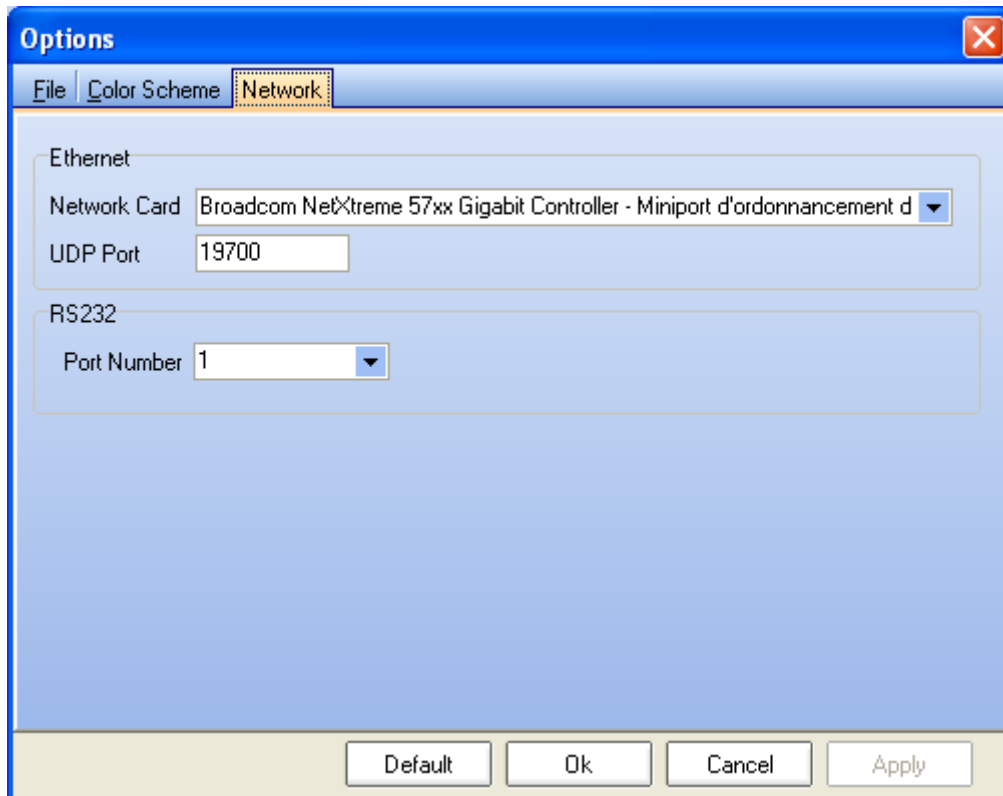 Options
File Color Scheme Network
Ethernet
Network Card Broadcom NetXtreme 57xx Gigabit Controller - Miniport d'ordonnancement d
UDP Port 19700
RS232
Port Number 1
Default Ok Cancel Apply